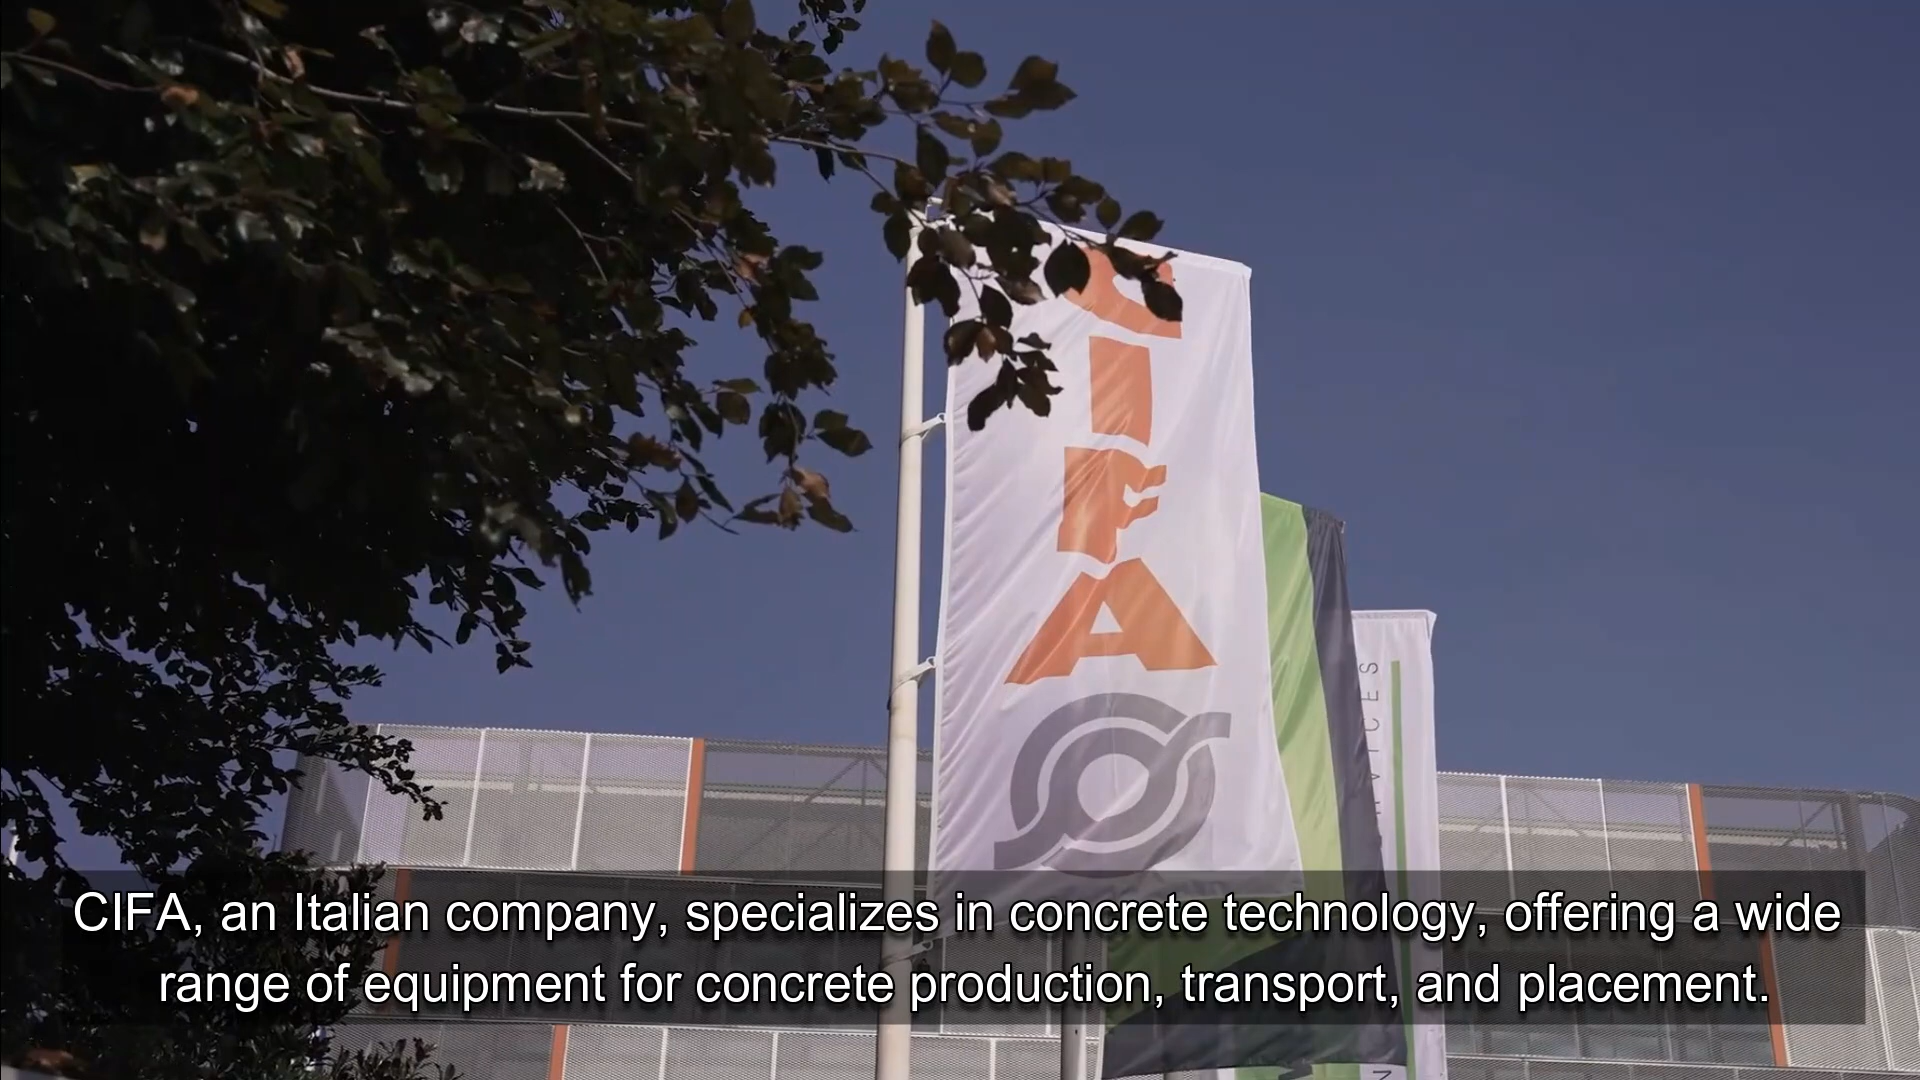 CIFA
CIFA, an Italian company, specializes in concrete technology, offering a wide
range of equipment for concrete production, transport, and placement.